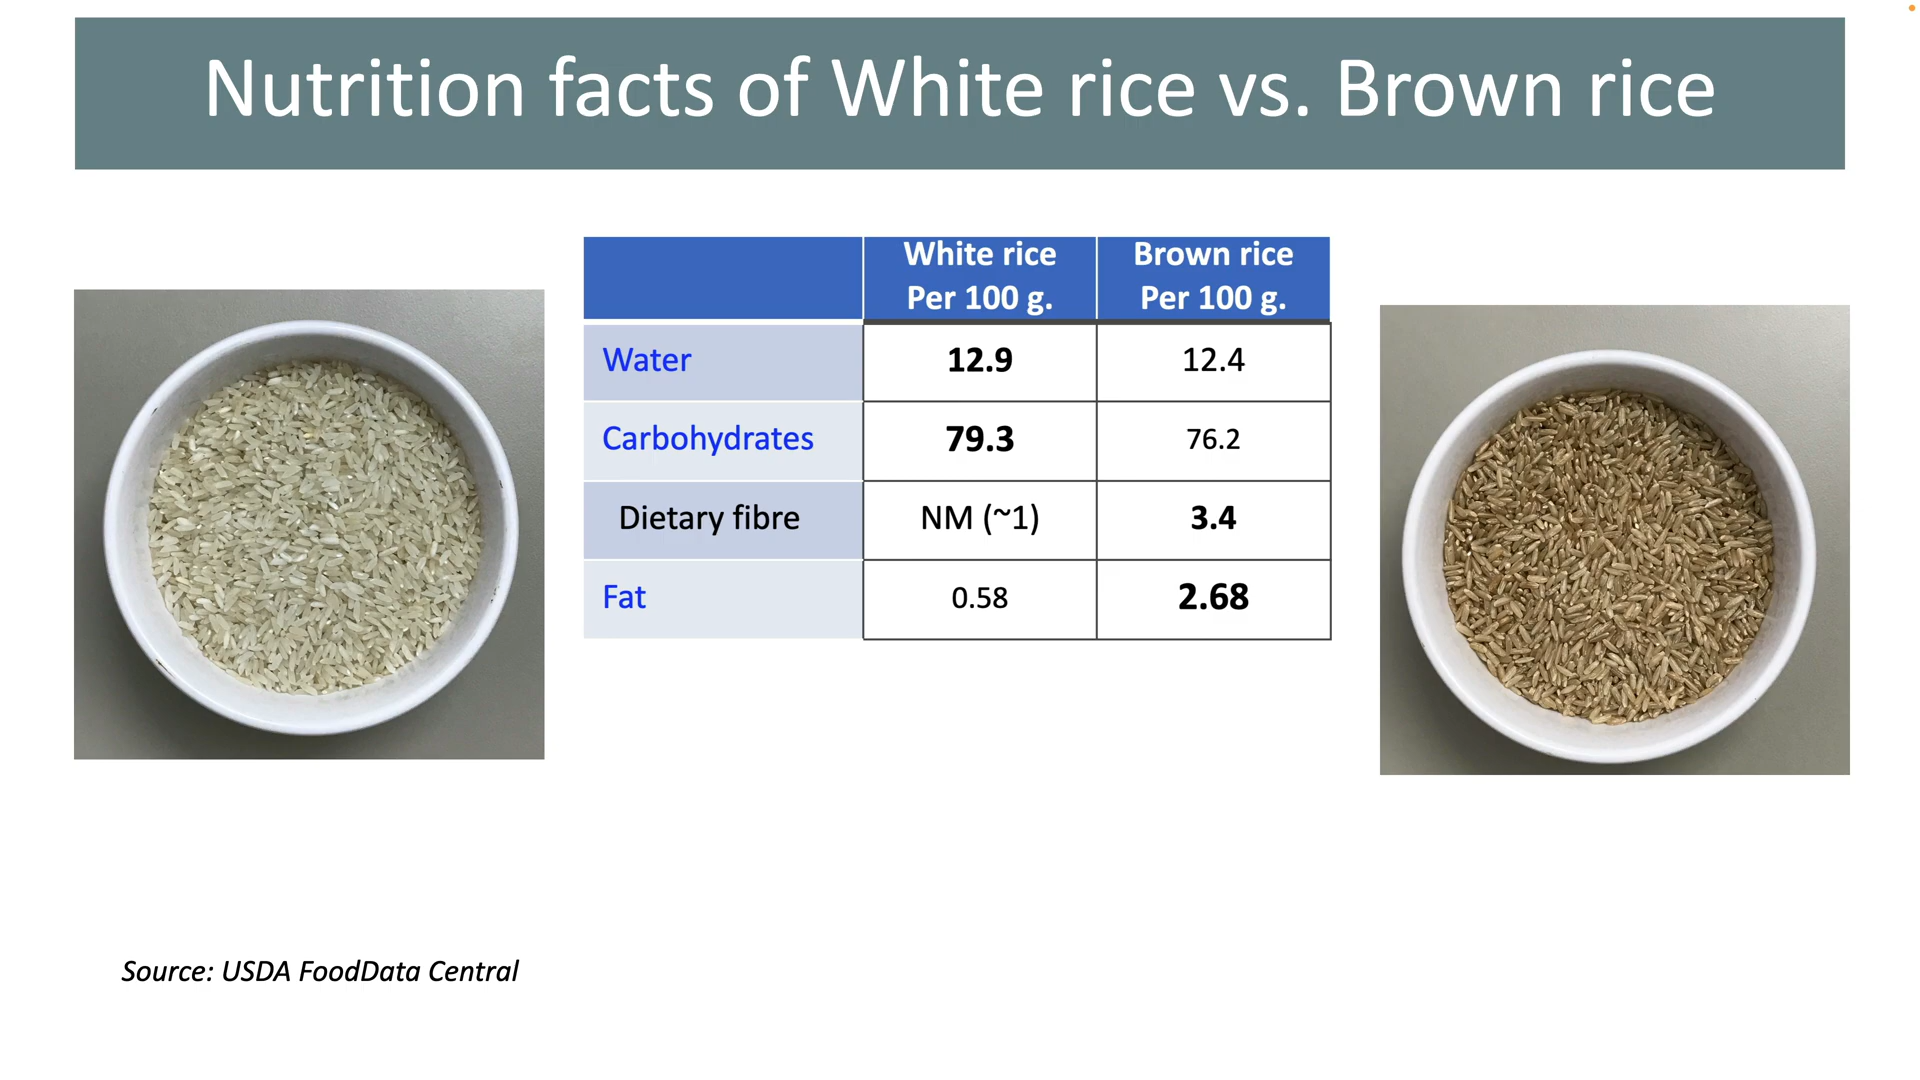 Nutrition facts of White rice vs. Brown rice
White rice Per 100 g.
Brown rice Per 100 g.
Water 12.9 12.4
Carbohydrates 79.3 76.2
Dietary fibre NM (~1) 3.4
Fat 0.58 2.68
Source: USDA FoodData Central